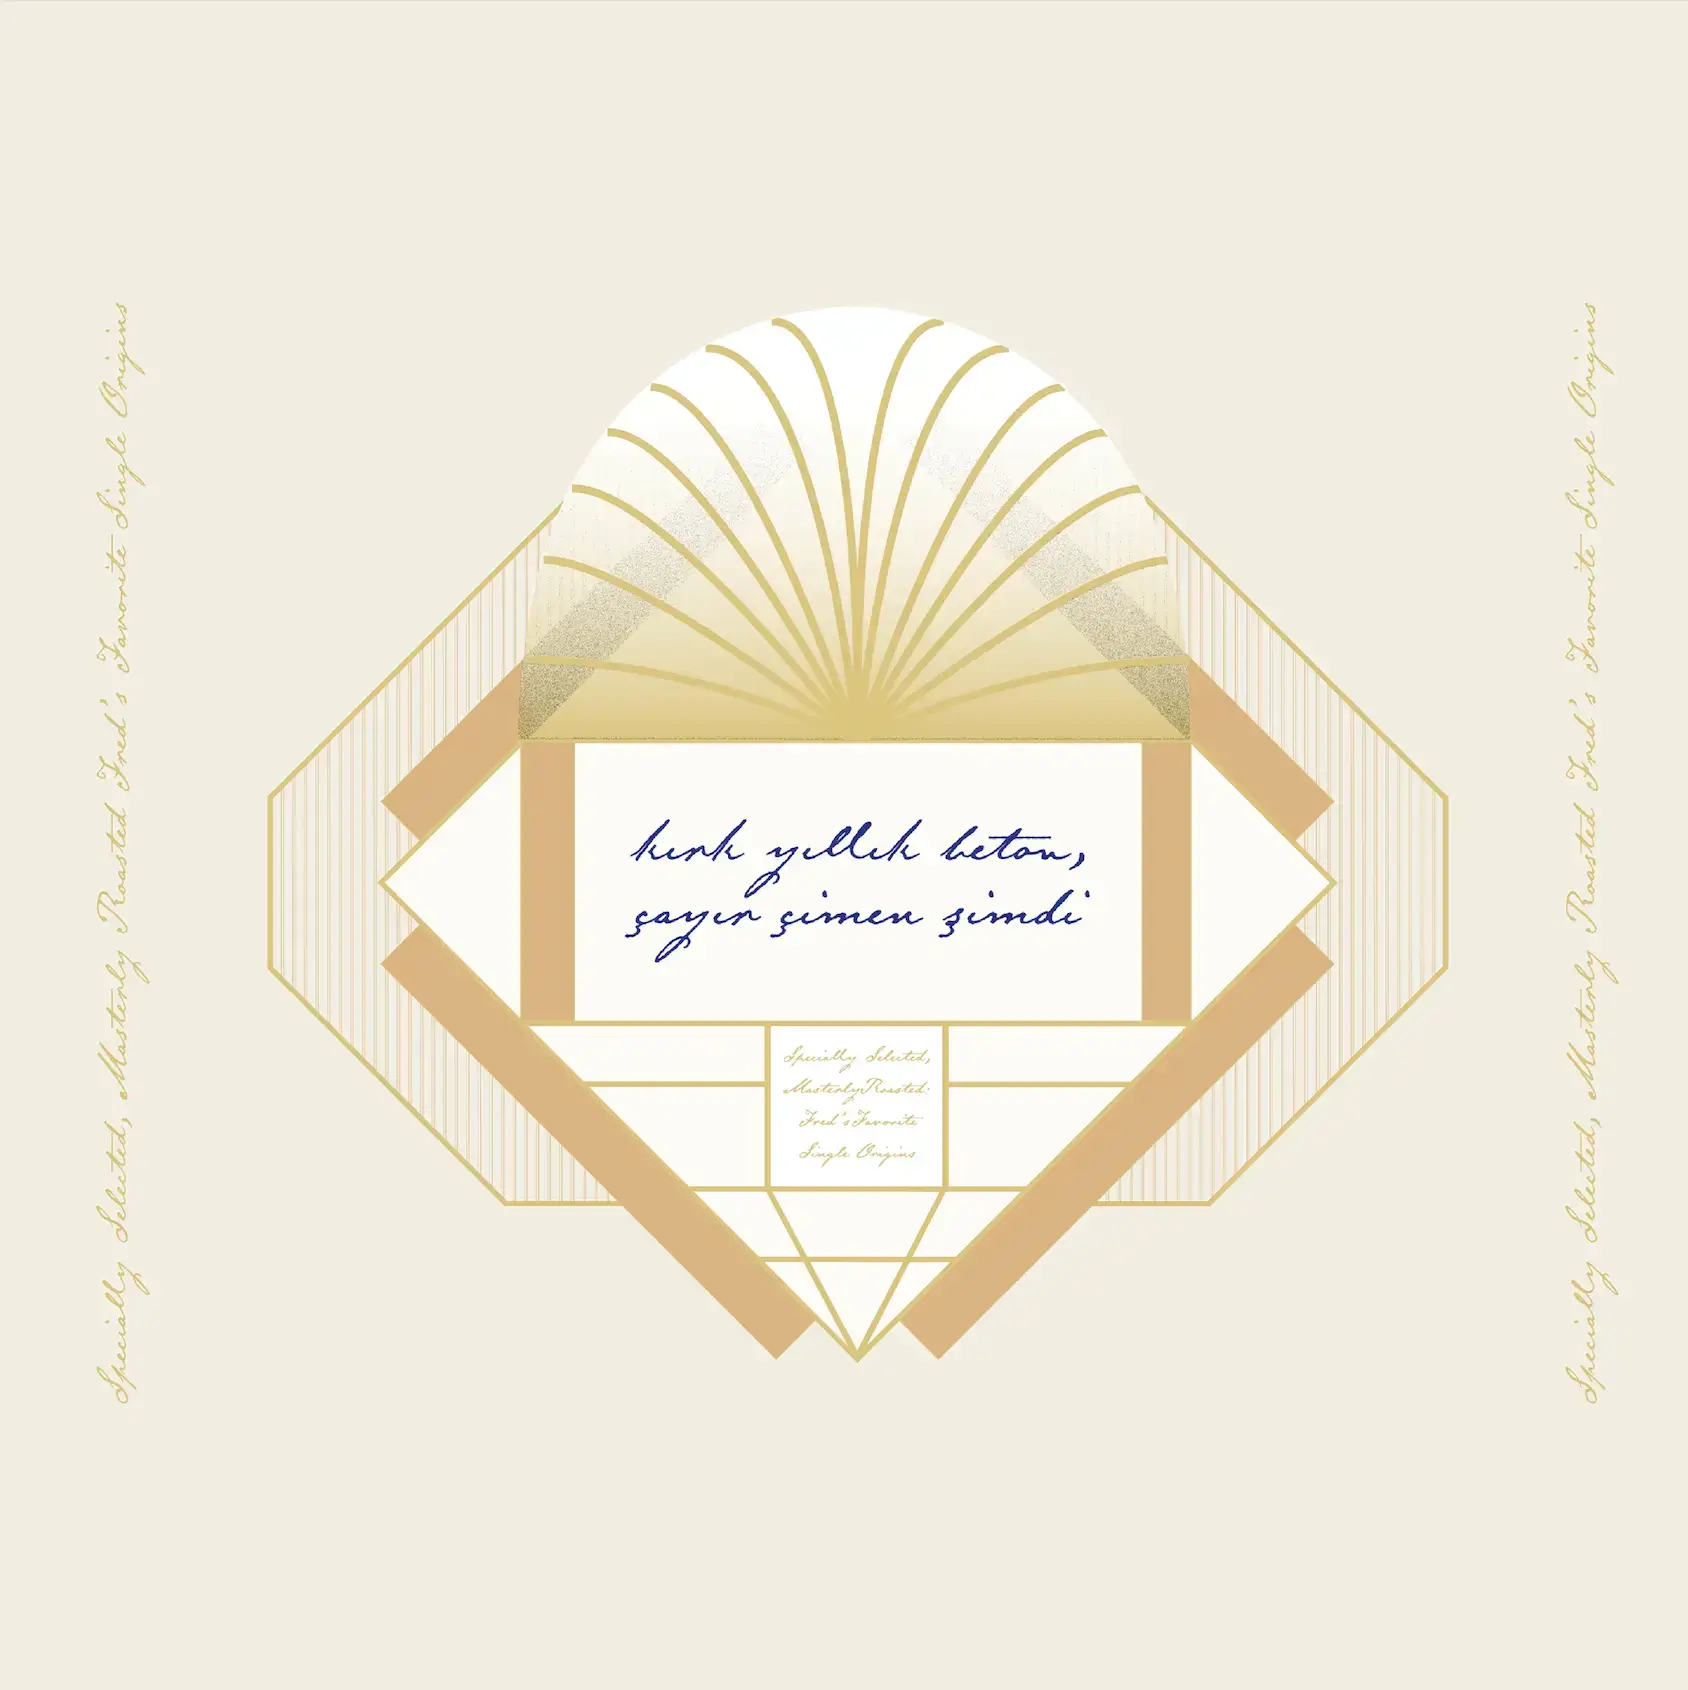 Specially Selected, Masterly Roasted Fred's Favorite Single Origins
kırk yıllık beton,
çayır çimen şimdi
Specially Selected,
Masterly Roasted:
Fred's Favorite
Single Origins
Specially Selected, Masterly Roasted Fred's Favorite Single Origins